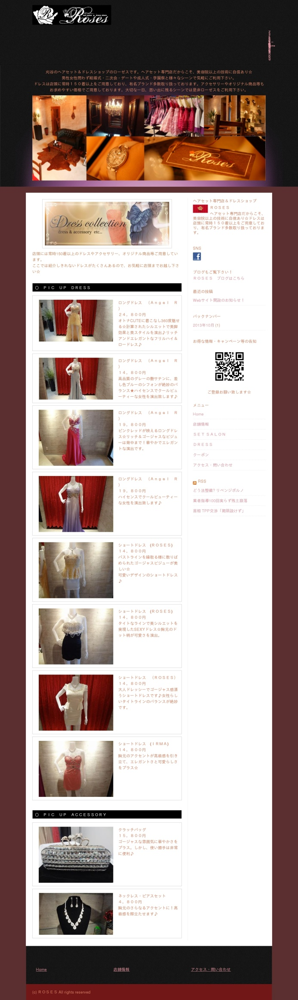 Roses
set salon & dress store
Home
刈谷のヘアセット＆ドレスショップのローゼスです。ヘアセット専門店だからこそ、美容院以上の技術に自信あり☆
男性女性問わず結婚式・二次会・デートや成人式・学園祭と様々なシーンで気軽にご利用下さい。
ドレスは店頭に常時１５０着以上をご用意しており、有名ブランド多数取り扱っております。アクセサリーやオリジナル商品等も
お求めやすい価格でご用意しております。大切な一日、思い出に残るシーンでは是非ローゼスをご利用下さい。
Roses
Dress collection
dress & accessory etc...
店頭には常時150着以上のドレスやアクセサリー、オリジナル商品等ご用意してい
ます。
ここでは紹介しきれないドレスがたくさんあるので、お気軽に店頭までお越し下さ
い☆
○ ＰＩＣ ＵＰ ＤＲＥＳＳ
ロングドレス　（Ａｎｇｅｌ　Ｒ
）
２４，８００円
オトナCUTEに着こなし360度魅せ
る☆計算されたシルエットで美脚
効果と美スタイルを演出♪リッチ
アンドエレガントなフリルハイ＆
ロードレス♪
ロングドレス　（Ａｎｇｅｌ　Ｒ
）
１４，８００円
高品質のグレーの艶サテンに、差
し色ブルーのシフォンが絶妙のバ
ランス★ハイセンスでクールビュ
ーティーな女性を演出致します♪
ロングドレス　（Ａｎｇｅｌ　Ｒ
）
１９，８００円
ピンクレッドが映えるロングドレ
ス☆リッチ＆ゴージャスなビジュ
ーは背中まで！華やかでエレガン
トな演出です。
ロングドレス　（Ａｎｇｅｌ　Ｒ
）
１９，８００円
ハイセンスでクールビューティー
な女性を演出致します♪
ショートドレス　(ＲＯＳＥＳ)
１４，８００円
バストラインを縁取る様に散りば
められたゴージャスビジューが美
しい☆
可愛いデザインのショートドレス
♪
ショートドレス　(ＲＯＳＥＳ)
１４，８００円
タイトなラインで美シルエットを
実現したSEXYドレス☆胸元のド
ット柄が可愛さを演出。
ショートドレス　（ＲＯＳＥＳ）
１４，８００円
大人ドレッシーでゴージャス感漂
うショートドレスです♪女性らし
いタイトラインのバランスが絶妙
です。
ショートドレス　(ＩＲＭＡ)
１４，８００円
胸元のアクセントが高級感を引き
立て、エレガントさと可愛らしさ
をプラス☆
○ ＰＩＣ ＵＰ ＡＣＣＥＳＳＯＲＹ
クラッチバッグ
１５，８００円
ゴージャスな雰囲気に華やかさを
プラス。しかし、使い勝手は非常
に便利♪
ネックレス・ピアスセット
４，８００円
胸元のさらなるアクセントに！高
級感を際立たせます♪
ヘアセット専門店＆ドレスショップ
ＲＯＳＥＳ
ヘアセット専門店だからこそ、
美容院以上の技術に自信あり☆ドレスは
店頭に常時１５０着以上をご用意してお
り、有名ブランド多数取り扱っておりま
す。
SNS
ブログもご覧下さい！
ＲＯＳＥＳ　ブログはこちら
最近の投稿
Webサイト開設のお知らせ！
バックナンバー
2013年10月 (1)
お得な情報・キャンペーン等の告知
ご登録お願い致します☆
メニュー
Home
店舗情報
ＳＥＴ ＳＡＬＯＮ
ＤＲＥＳＳ
クーポン
アクセス・問い合わせ
RSS
どう法整備? リベンジポルノ
業者指導100回実らず残土崩落
首相 TPP交渉「期限設けず」
Home
店舗情報
アクセス・問い合わせ
(c) ＲＯＳＥＳ All rights reserved